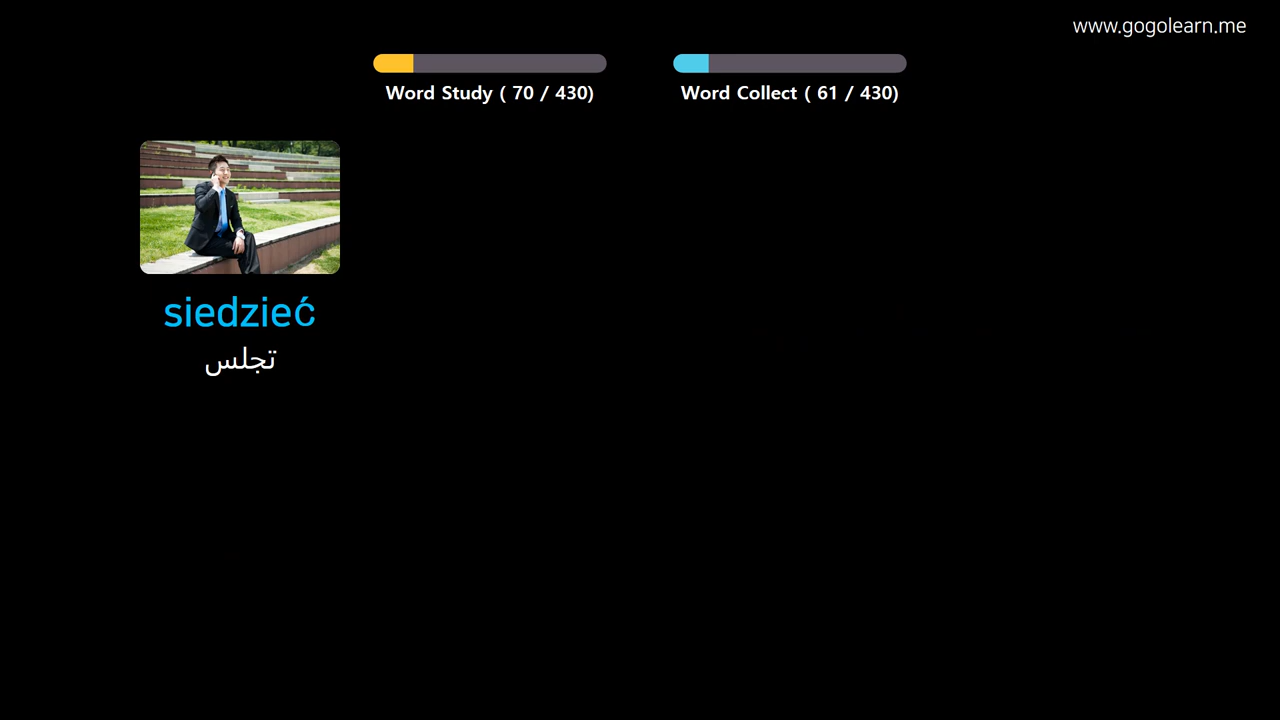 www.gogolearn.me
Word Study ( 70 / 430)
Word Collect ( 61 / 430)
siedzieć
تجلس